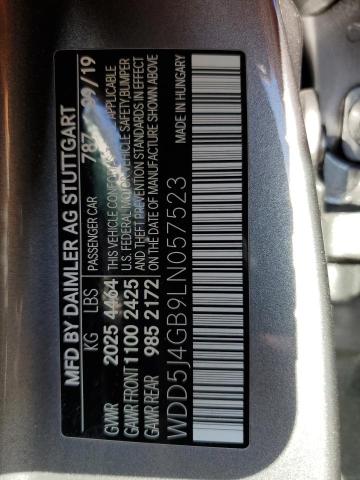 MFD BY DAIMLER AG STUTTGART
KG LBS PASSENGER CAR 09/19
GVWR 2025 4464 THIS VEHICLE CONFORMS TO ALL APPLICABLE
GAWR FRONT 1100 2425 U.S. FEDERAL MOTOR VEHICLE SAFETY, BUMPER
AND THEFT PREVENTION STANDARDS IN EFFECT
GAWR REAR 985 2172 ON THE DATE OF MANUFACTURE SHOWN ABOVE
WDD5J4GB9LN057523 MADE IN HUNGARY